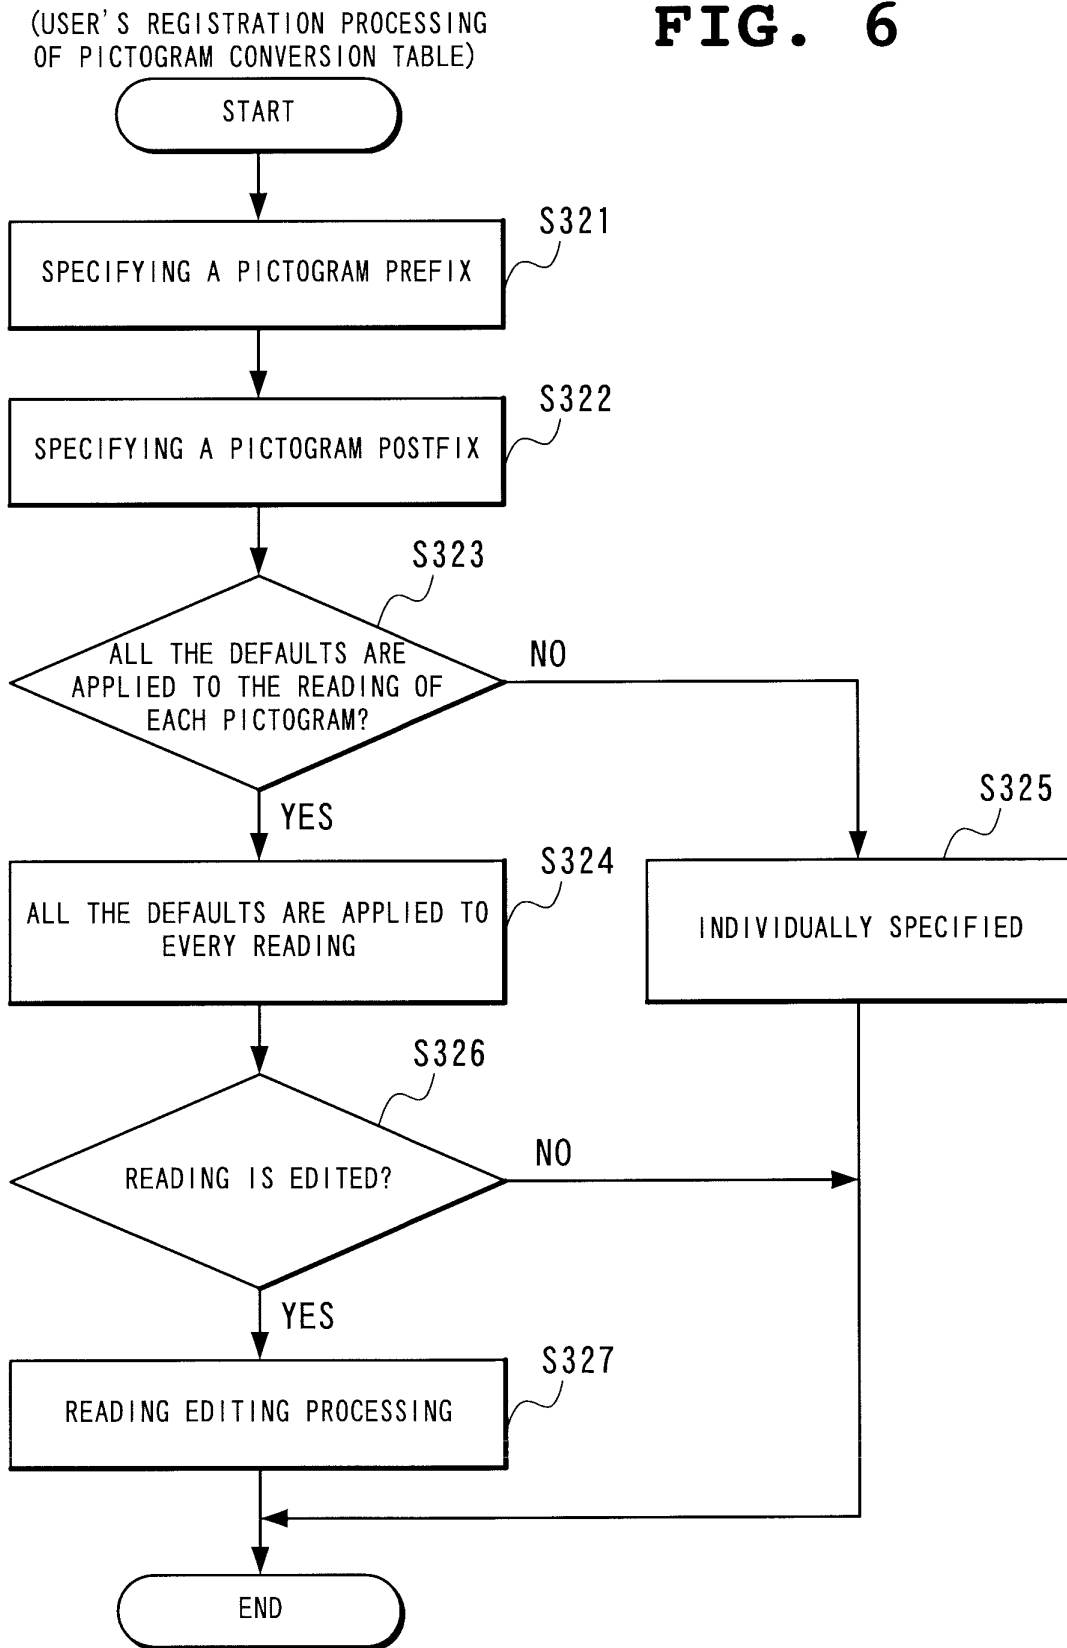 (USER'S REGISTRATION PROCESSING
OF PICTOGRAM CONVERSION TABLE)
FIG. 6
START
S321
SPECIFYING A PICTOGRAM PREFIX
S322
SPECIFYING A PICTOGRAM POSTFIX
S323
ALL THE DEFAULTS ARE
APPLIED TO THE READING OF
EACH PICTOGRAM?
NO
YES
S324
ALL THE DEFAULTS ARE APPLIED TO
EVERY READING
S325
INDIVIDUALLY SPECIFIED
S326
READING IS EDITED?
NO
YES
S327
READING EDITING PROCESSING
END